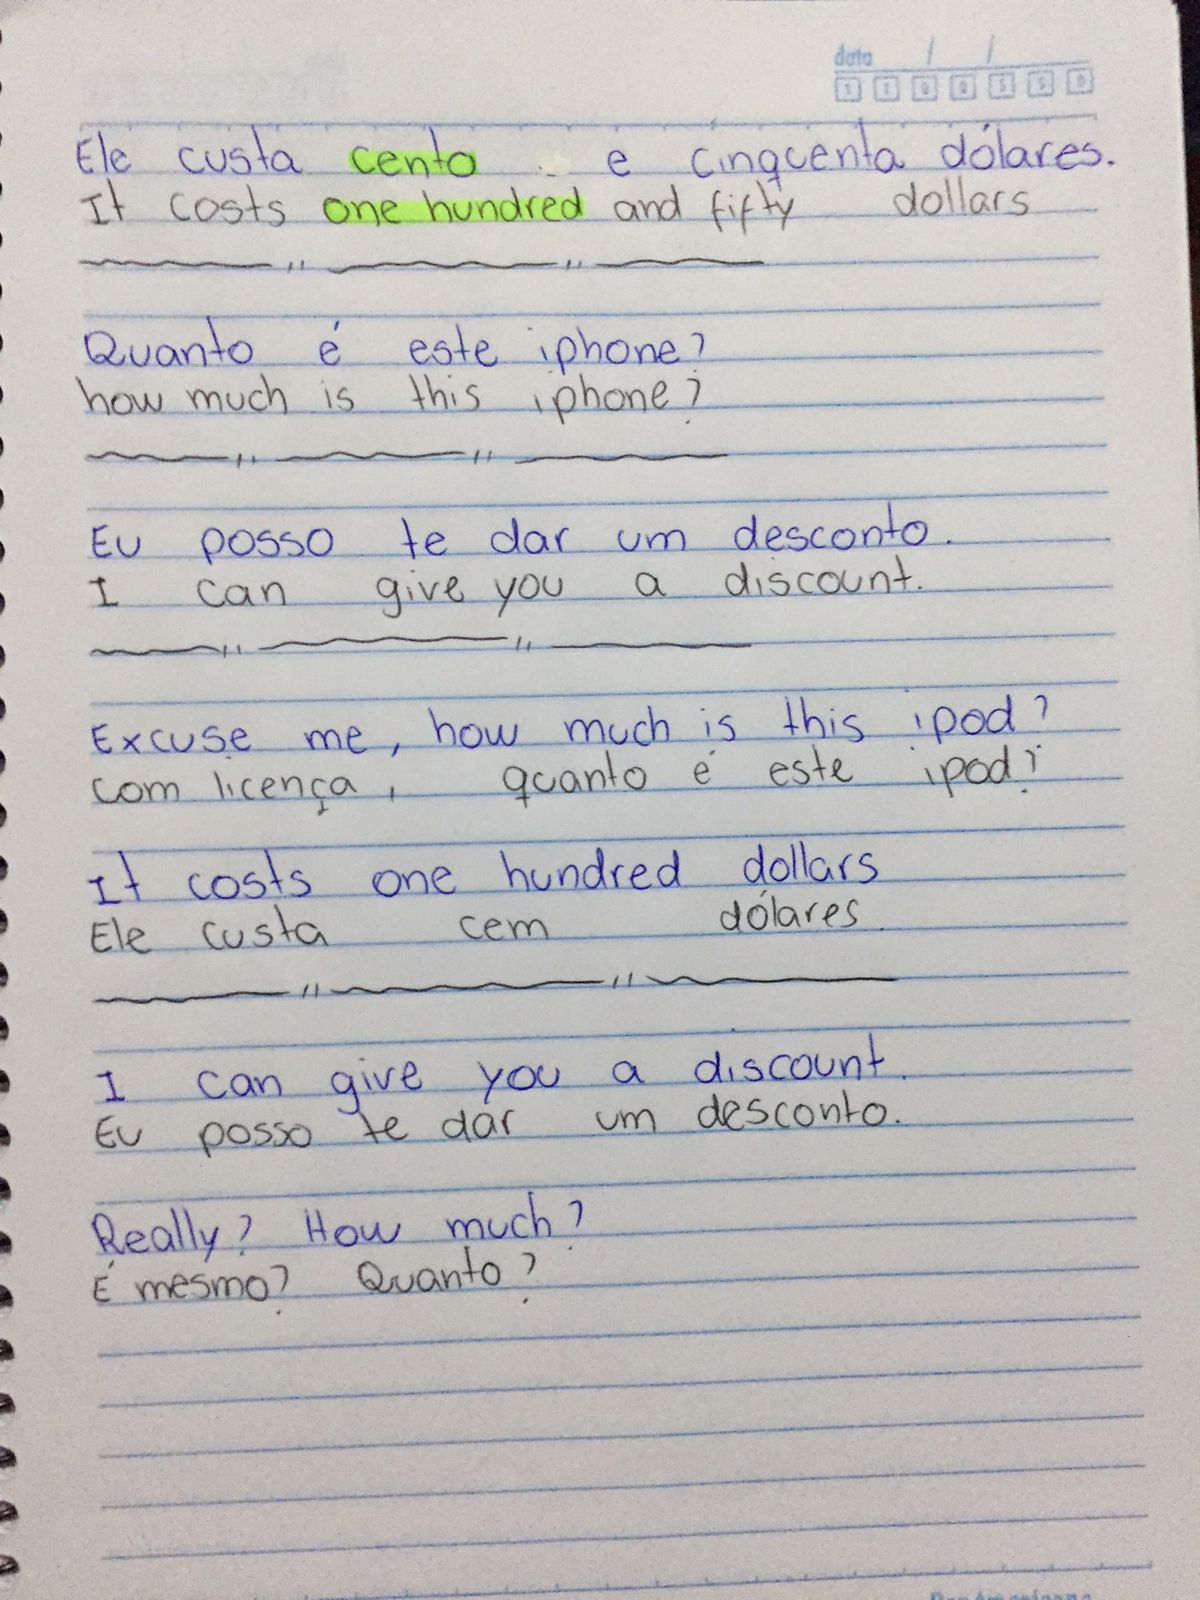 data / /
Ele custa cento e cinquenta dólares.
It costs one hundred and fifty dollars
Quanto é este iphone?
how much is this iphone?
Eu posso te dar um desconto.
I can give you a discount.
Excuse me, how much is this ipod?
com licença, quanto é este ipod?
It costs one hundred dollars
Ele custa cem dólares.
I can give you a discount.
Eu posso te dar um desconto.
Really? How much?
É mesmo? Quanto?